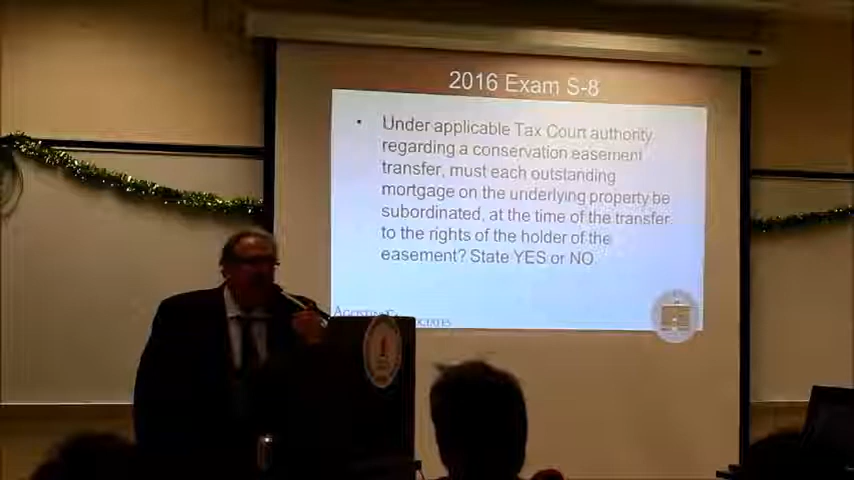 2016 Exam S-8
• Under applicable Tax Court authority
regarding a conservation easement
transfer, must each outstanding
mortgage on the underlying property be
subordinated, at the time of the transfer
to the rights of the holder of the
easement? State YES or NO